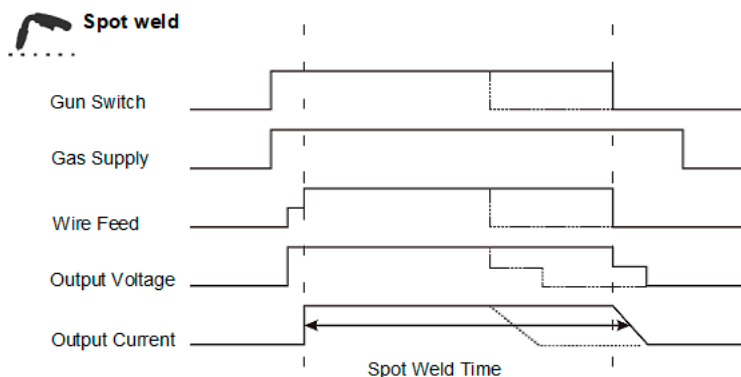 Spot weld
Gun Switch
Gas Supply
Wire Feed
Output Voltage
Output Current
Spot Weld Time